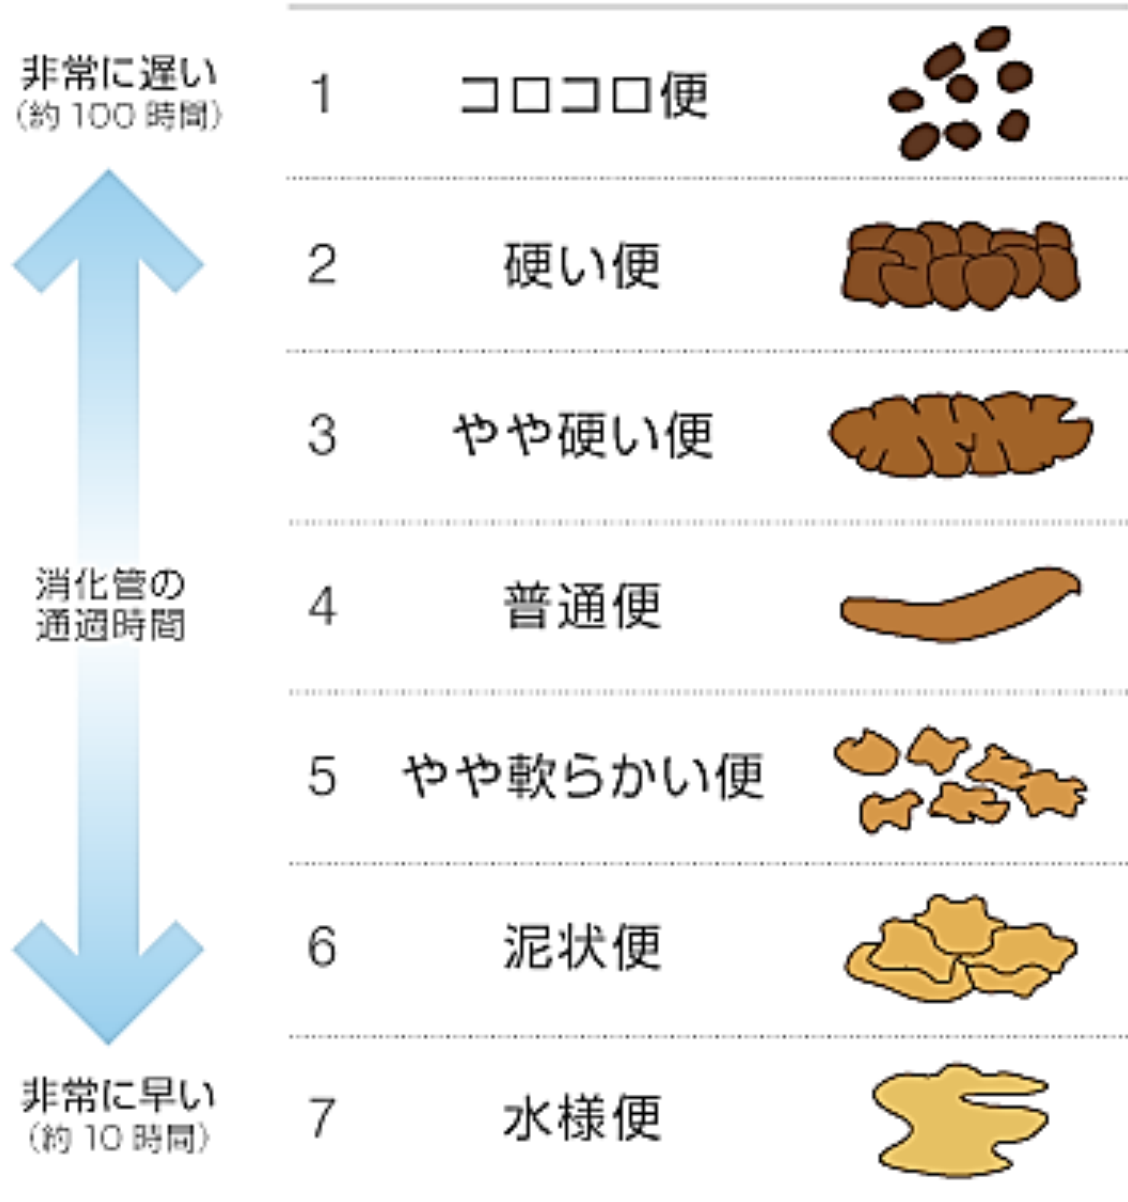 非常に遅い
（約 100 時間）
1 コロコロ便
2 硬い便
3 やや硬い便
消化管の
通過時間
4 普通便
5 やや軟らかい便
6 泥状便
非常に早い
（約 10 時間）
7 水様便